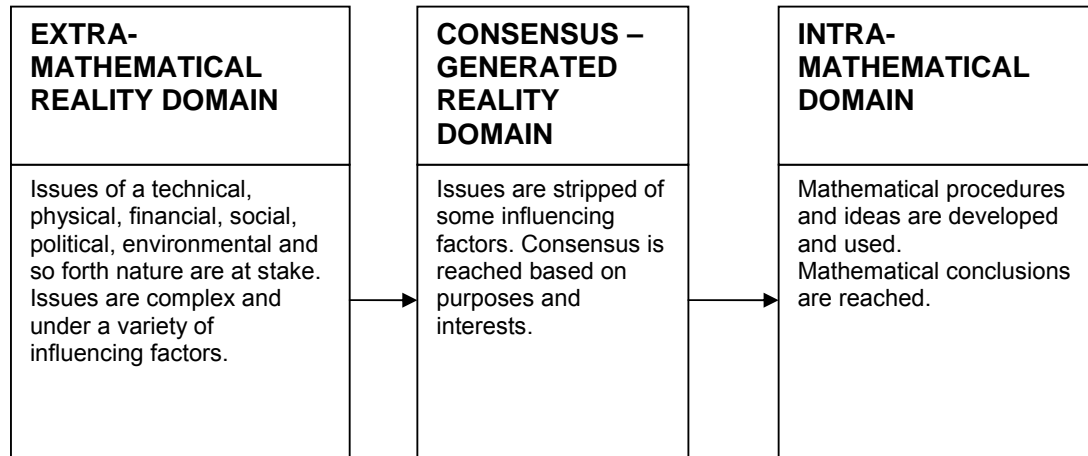 EXTRA-
MATHEMATICAL
REALITY DOMAIN
Issues of a technical,
physical, financial, social,
political, environmental and
so forth nature are at stake.
Issues are complex and
under a variety of
influencing factors.
CONSENSUS –
GENERATED
REALITY
DOMAIN
Issues are stripped of
some influencing
factors. Consensus is
reached based on
purposes and
interests.
INTRA-
MATHEMATICAL
DOMAIN
Mathematical procedures
and ideas are developed
and used.
Mathematical conclusions
are reached.